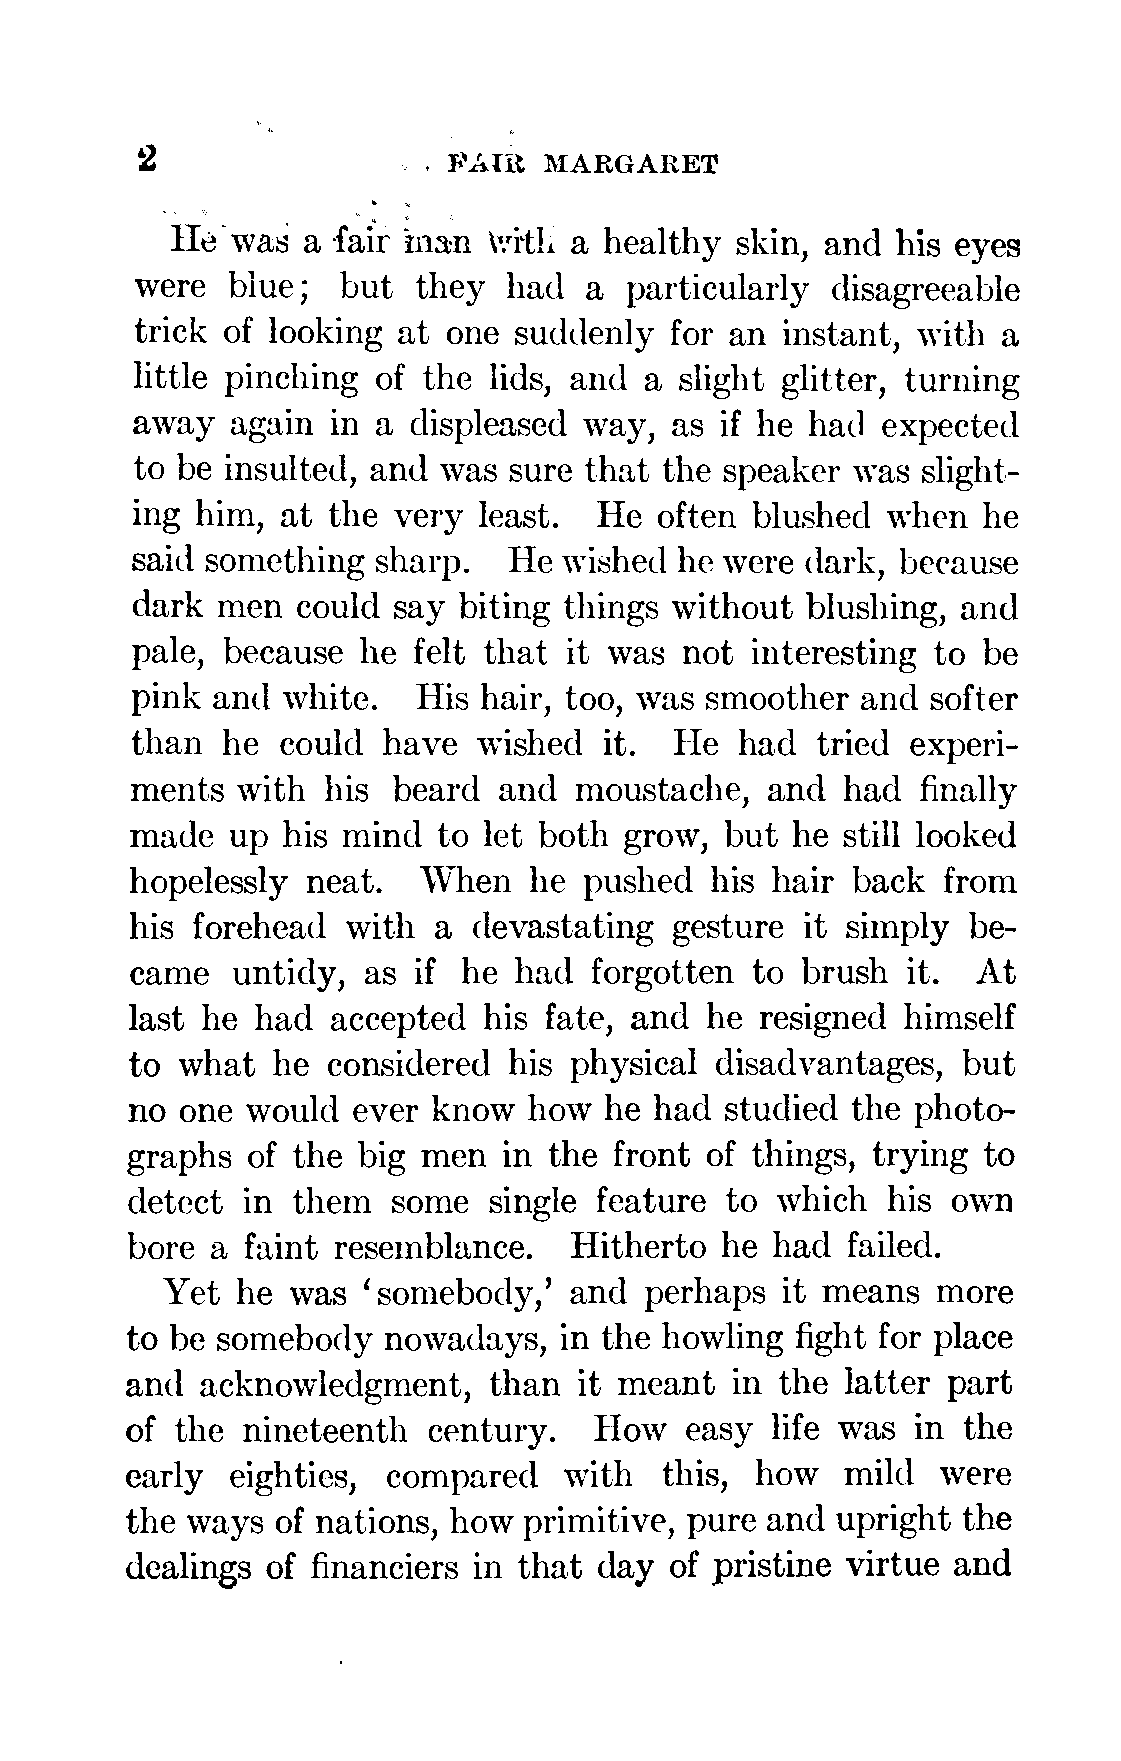 2 FAIR MARGARET
He was a fair man with a healthy skin, and his eyes
were blue; but they had a particularly disagreeable
trick of looking at one suddenly for an instant, with a
little pinching of the lids, and a slight glitter, turning
away again in a displeased way, as if he had expected
to be insulted, and was sure that the speaker was slight-
ing him, at the very least. He often blushed when he
said something sharp. He wished he were dark, because
dark men could say biting things without blushing, and
pale, because he felt that it was not interesting to be
pink and white. His hair, too, was smoother and softer
than he could have wished it. He had tried experi-
ments with his beard and moustache, and had finally
made up his mind to let both grow, but he still looked
hopelessly neat. When he pushed his hair back from
his forehead with a devastating gesture it simply be-
came untidy, as if he had forgotten to brush it. At
last he had accepted his fate, and he resigned himself
to what he considered his physical disadvantages, but
no one would ever know how he had studied the photo-
graphs of the big men in the front of things, trying to
detect in them some single feature to which his own
bore a faint resemblance. Hitherto he had failed.
Yet he was ‘somebody,’ and perhaps it means more
to be somebody nowadays, in the howling fight for place
and acknowledgment, than it meant in the latter part
of the nineteenth century. How easy life was in the
early eighties, compared with this, how mild were
the ways of nations, how primitive, pure and upright the
dealings of financiers in that day of pristine virtue and